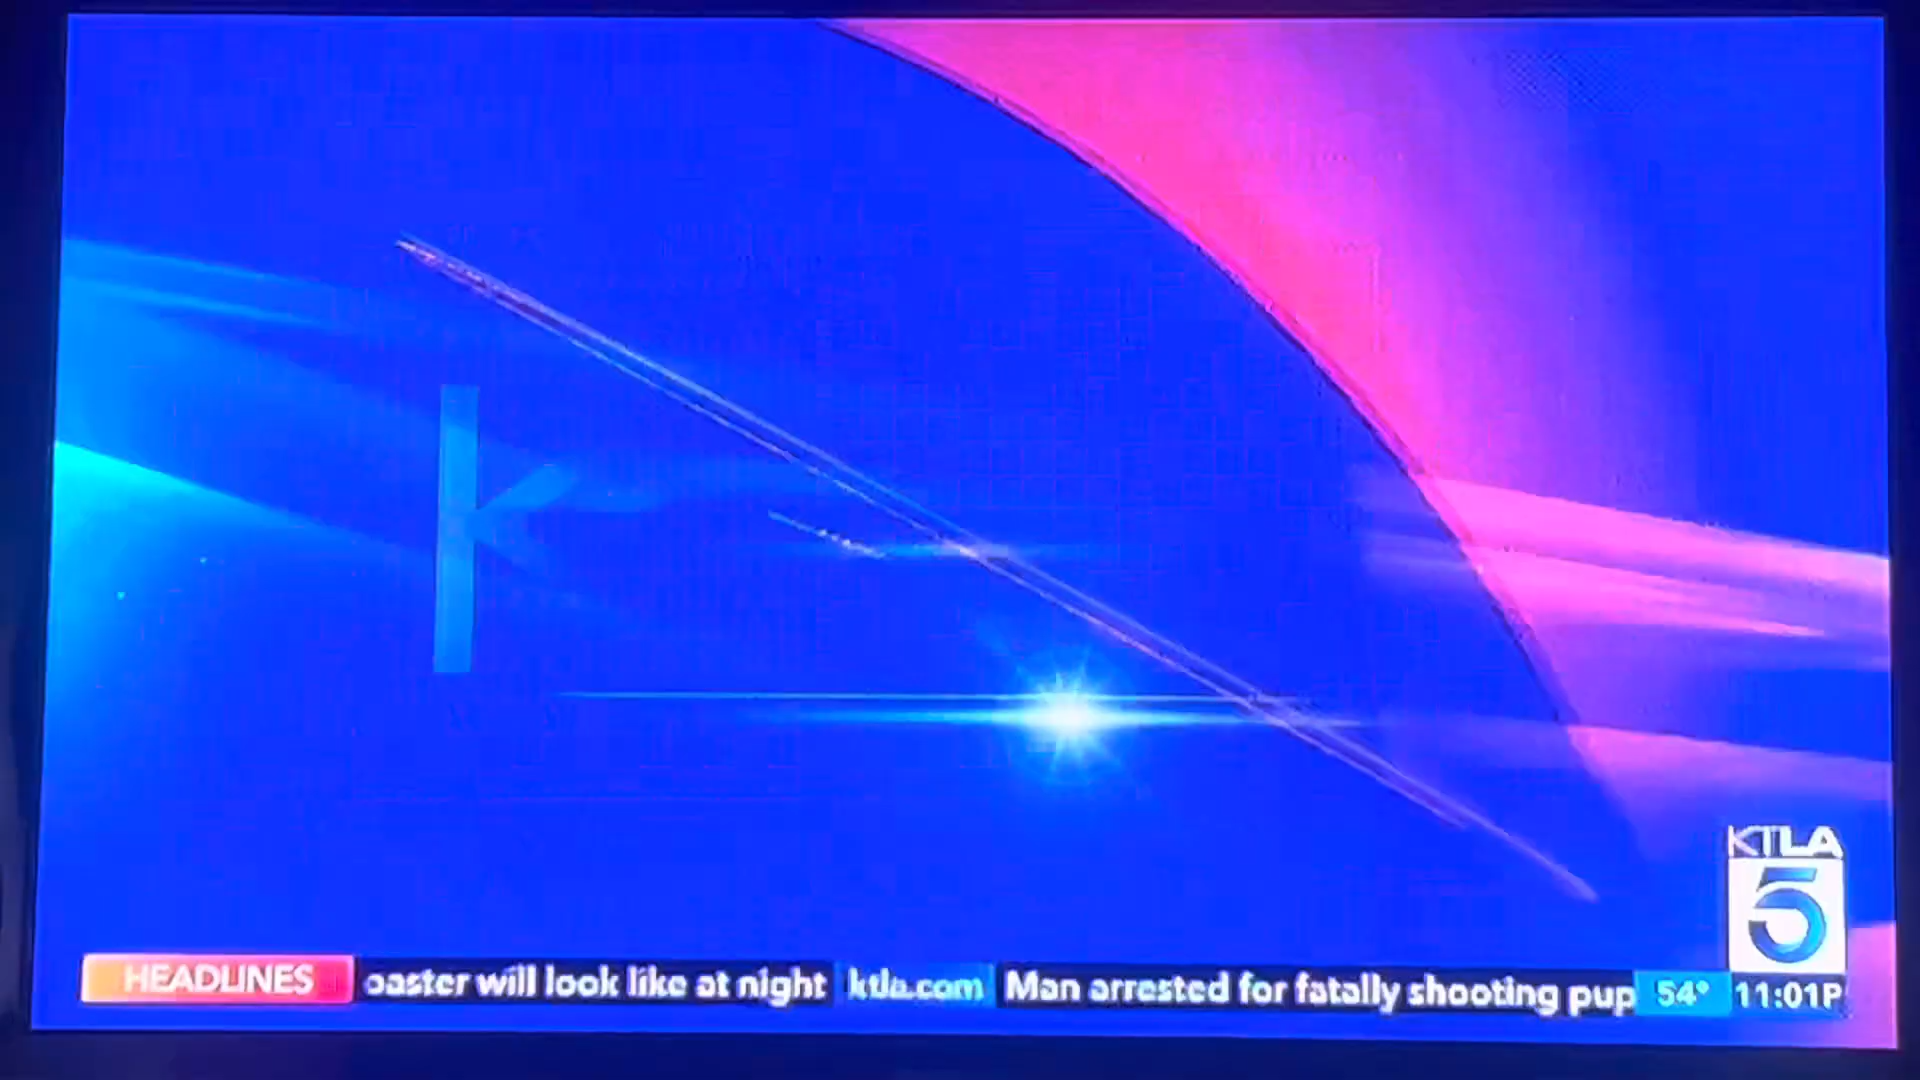 k
KTLA
5
HEADLINES oaster will look like at night ktla.com Man arrested for fatally shooting pup 54° 11:01P